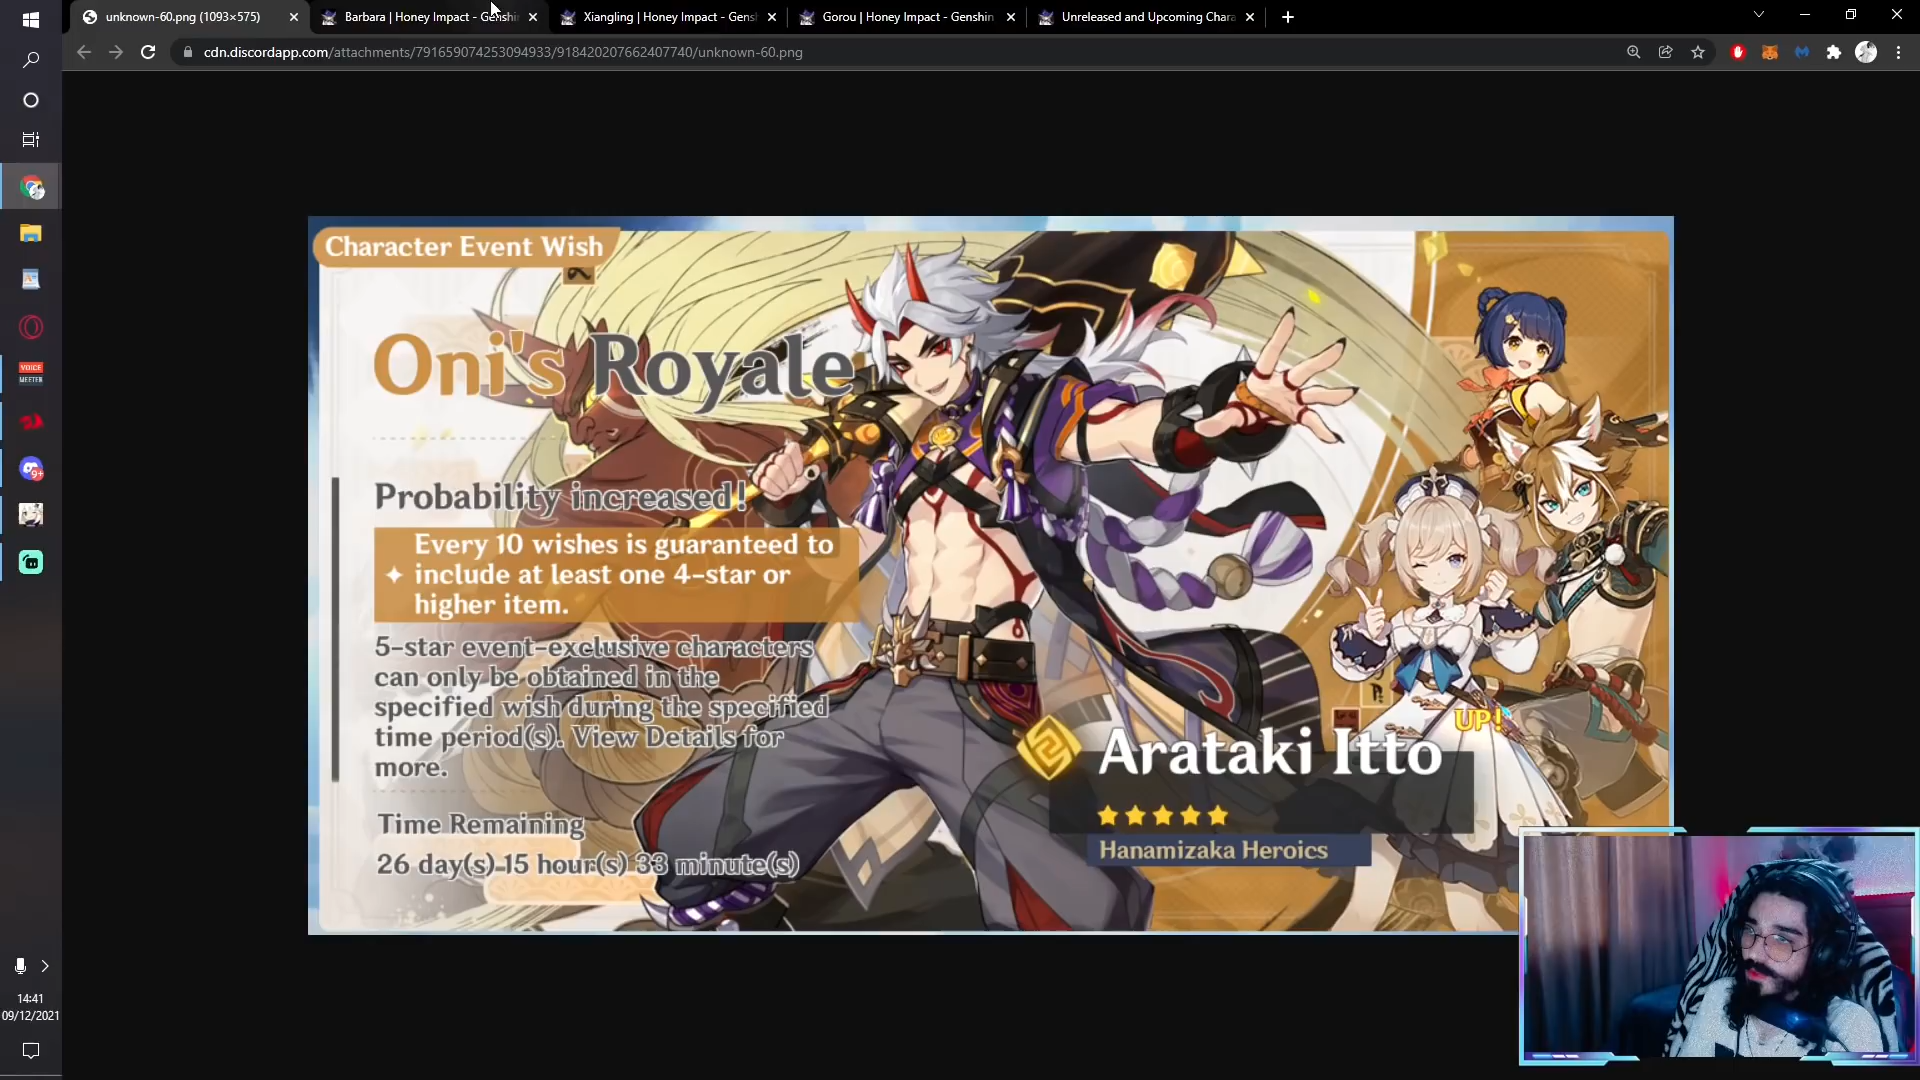 unknown-60.png (1093×575)
Barbara | Honey Impact - Genshin
Xiangling | Honey Impact - Gens
Gorou | Honey Impact - Genshin
Unreleased and Upcoming Chara
cdn.discordapp.com/attachments/791659074253094933/918420207662407740/unknown-60.png
Character Event Wish
Oni's Royale
Probability increased!
Every 10 wishes is guaranteed to
include at least one 4-star or
higher item.
5-star event-exclusive characters
can only be obtained in the
specified wish during the specified
time period(s). View Details for
more.
Time Remaining
26 day(s) 15 hour(s) 33 minute(s)
UP!
Arataki Itto
Hanamizaka Heroics
VOICE
MEETER
9+
14:41
09/12/2021